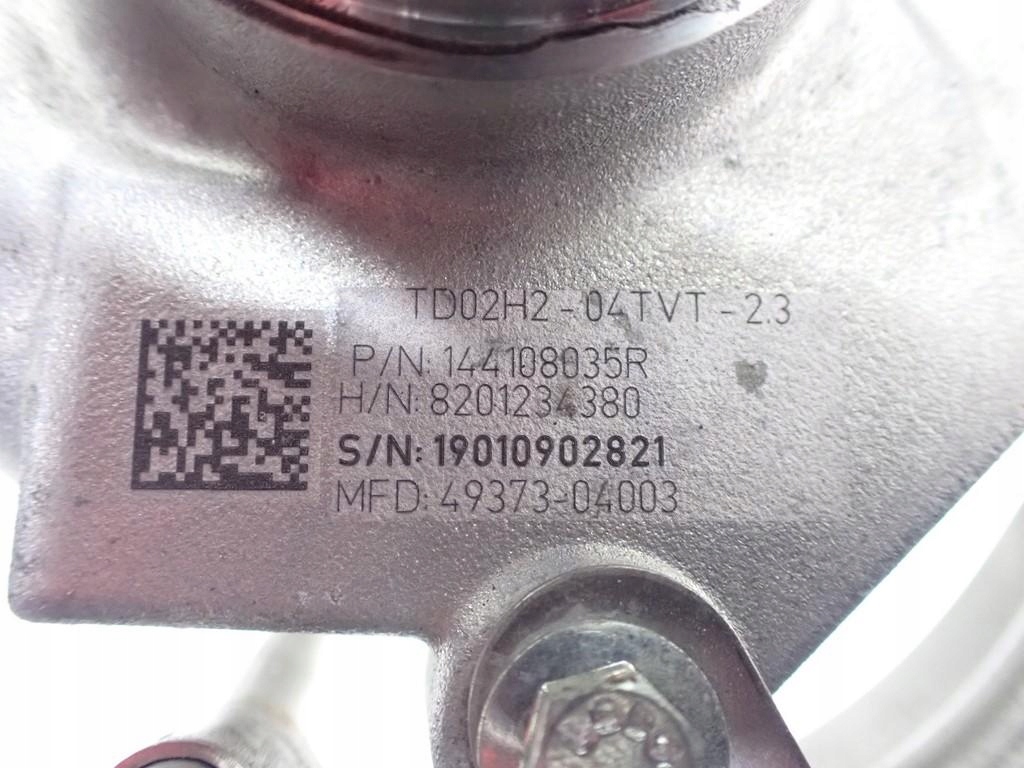 TD02H2-04TVT-2.3
P/N: 144108035R
H/N: 8201234380
S/N: 19010902821
MFD: 49373-04003